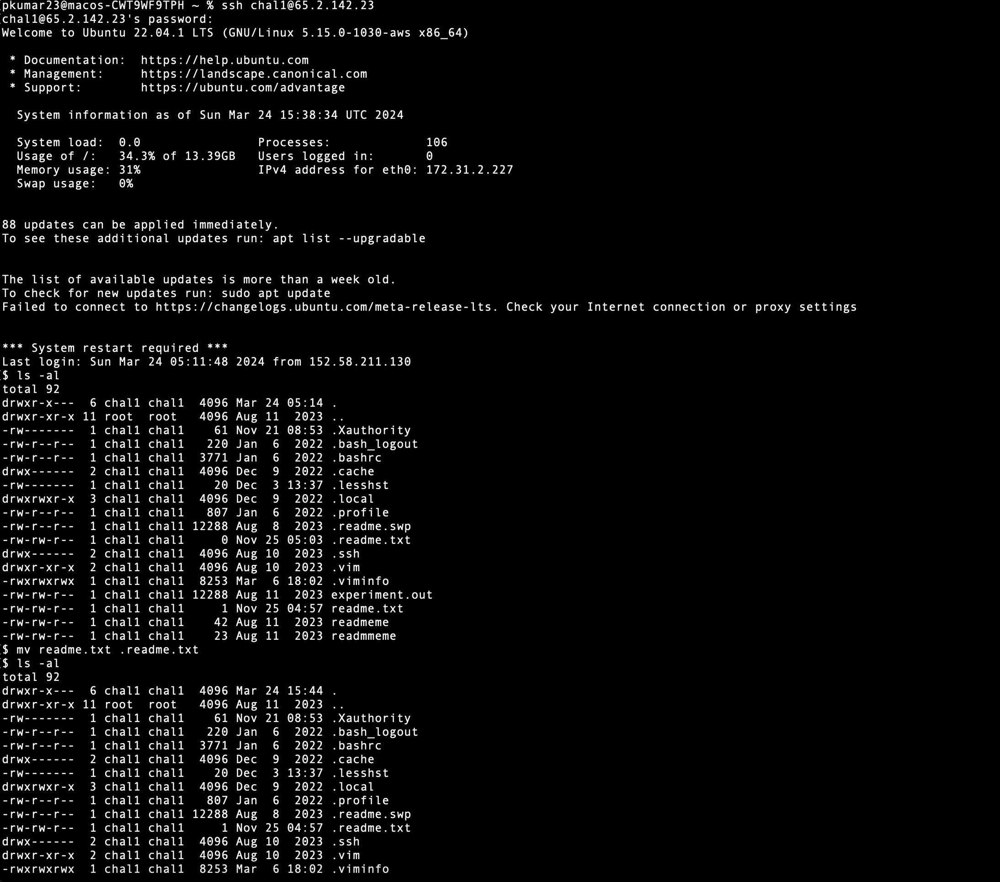 pkumar23@macos-CWT9WF9TPH ~ % ssh chal1@65.2.142.23
chal1@65.2.142.23's password:
Welcome to Ubuntu 22.04.1 LTS (GNU/Linux 5.15.0-1030-aws x86_64)
* Documentation:  https://help.ubuntu.com
* Management:     https://landscape.canonical.com
* Support:        https://ubuntu.com/advantage
System information as of Sun Mar 24 15:38:34 UTC 2024
System load:  0.0                Processes:             106
Usage of /:   34.3% of 13.39GB   Users logged in:       0
Memory usage: 31%                IPv4 address for eth0: 172.31.2.227
Swap usage:   0%
88 updates can be applied immediately.
To see these additional updates run: apt list --upgradable
The list of available updates is more than a week old.
To check for new updates run: sudo apt update
Failed to connect to https://changelogs.ubuntu.com/meta-release-lts. Check your Internet connection or proxy settings
*** System restart required ***
Last login: Sun Mar 24 05:11:48 2024 from 152.58.211.130
$ ls -al
total 92
drwxr-x---  6 chal1 chal1  4096 Mar 24 05:14 .
drwxr-xr-x 11 root  root   4096 Aug 11  2023 ..
-rw-------  1 chal1 chal1    61 Nov 21 08:53 .Xauthority
-rw-r--r--  1 chal1 chal1   220 Jan  6  2022 .bash_logout
-rw-r--r--  1 chal1 chal1  3771 Jan  6  2022 .bashrc
drwx------  2 chal1 chal1  4096 Dec  9  2022 .cache
-rw-------  1 chal1 chal1    20 Dec  3 13:37 .lesshst
drwxrwxr-x  3 chal1 chal1  4096 Dec  9  2022 .local
-rw-r--r--  1 chal1 chal1   807 Jan  6  2022 .profile
-rw-r--r--  1 chal1 chal1 12288 Aug  8  2023 .readme.swp
-rw-rw-r--  1 chal1 chal1     0 Nov 25 05:03 .readme.txt
drwx------  2 chal1 chal1  4096 Aug 10  2023 .ssh
drwxr-xr-x  2 chal1 chal1  4096 Aug 10  2023 .vim
-rwxrwxrwx  1 chal1 chal1  8253 Mar  6 18:02 .viminfo
-rw-rw-r--  1 chal1 chal1 12288 Aug 11  2023 experiment.out
-rw-rw-r--  1 chal1 chal1     1 Nov 25 04:57 readme.txt
-rw-rw-r--  1 chal1 chal1    42 Aug 11  2023 readmeme
-rw-rw-r--  1 chal1 chal1    23 Aug 11  2023 readmmeme
$ mv readme.txt .readme.txt
$ ls -al
total 92
drwxr-x---  6 chal1 chal1  4096 Mar 24 15:44 .
drwxr-xr-x 11 root  root   4096 Aug 11  2023 ..
-rw-------  1 chal1 chal1    61 Nov 21 08:53 .Xauthority
-rw-r--r--  1 chal1 chal1   220 Jan  6  2022 .bash_logout
-rw-r--r--  1 chal1 chal1  3771 Jan  6  2022 .bashrc
drwx------  2 chal1 chal1  4096 Dec  9  2022 .cache
-rw-------  1 chal1 chal1    20 Dec  3 13:37 .lesshst
drwxrwxr-x  3 chal1 chal1  4096 Dec  9  2022 .local
-rw-r--r--  1 chal1 chal1   807 Jan  6  2022 .profile
-rw-r--r--  1 chal1 chal1 12288 Aug  8  2023 .readme.swp
-rw-rw-r--  1 chal1 chal1     1 Nov 25 04:57 .readme.txt
drwx------  2 chal1 chal1  4096 Aug 10  2023 .ssh
drwxr-xr-x  2 chal1 chal1  4096 Aug 10  2023 .vim
-rwxrwxrwx  1 chal1 chal1  8253 Mar  6 18:02 .viminfo